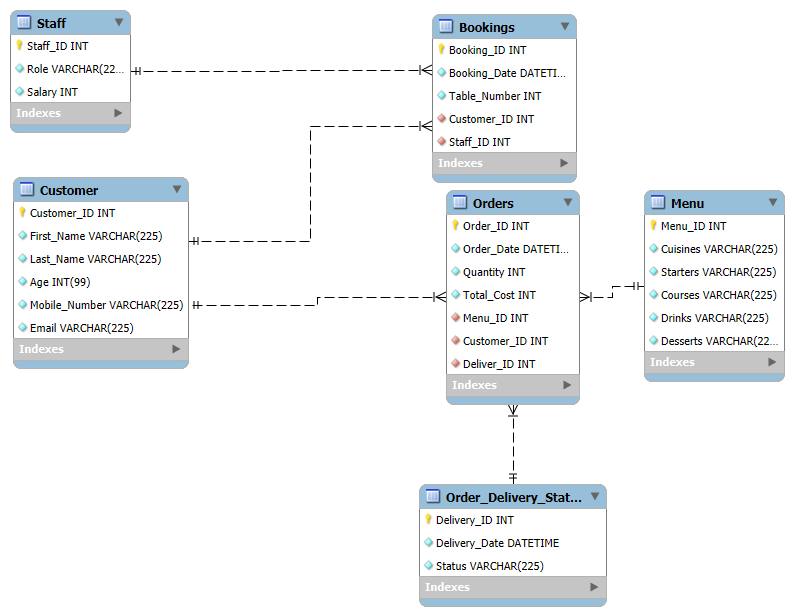 Staff
Staff_ID INT
Role VARCHAR(22...
Salary INT
Indexes
Bookings
Booking_ID INT
Booking_Date DATETI...
Table_Number INT
Customer_ID INT
Staff_ID INT
Indexes
Customer
Customer_ID INT
First_Name VARCHAR(225)
Last_Name VARCHAR(225)
Age INT(99)
Mobile_Number VARCHAR(225)
Email VARCHAR(225)
Indexes
Orders
Order_ID INT
Order_Date DATETI...
Quantity INT
Total_Cost INT
Menu_ID INT
Customer_ID INT
Deliver_ID INT
Indexes
Menu
Menu_ID INT
Cuisines VARCHAR(225)
Starters VARCHAR(225)
Courses VARCHAR(225)
Drinks VARCHAR(225)
Desserts VARCHAR(22...
Indexes
Order_Delivery_Stat...
Delivery_ID INT
Delivery_Date DATETIME
Status VARCHAR(225)
Indexes